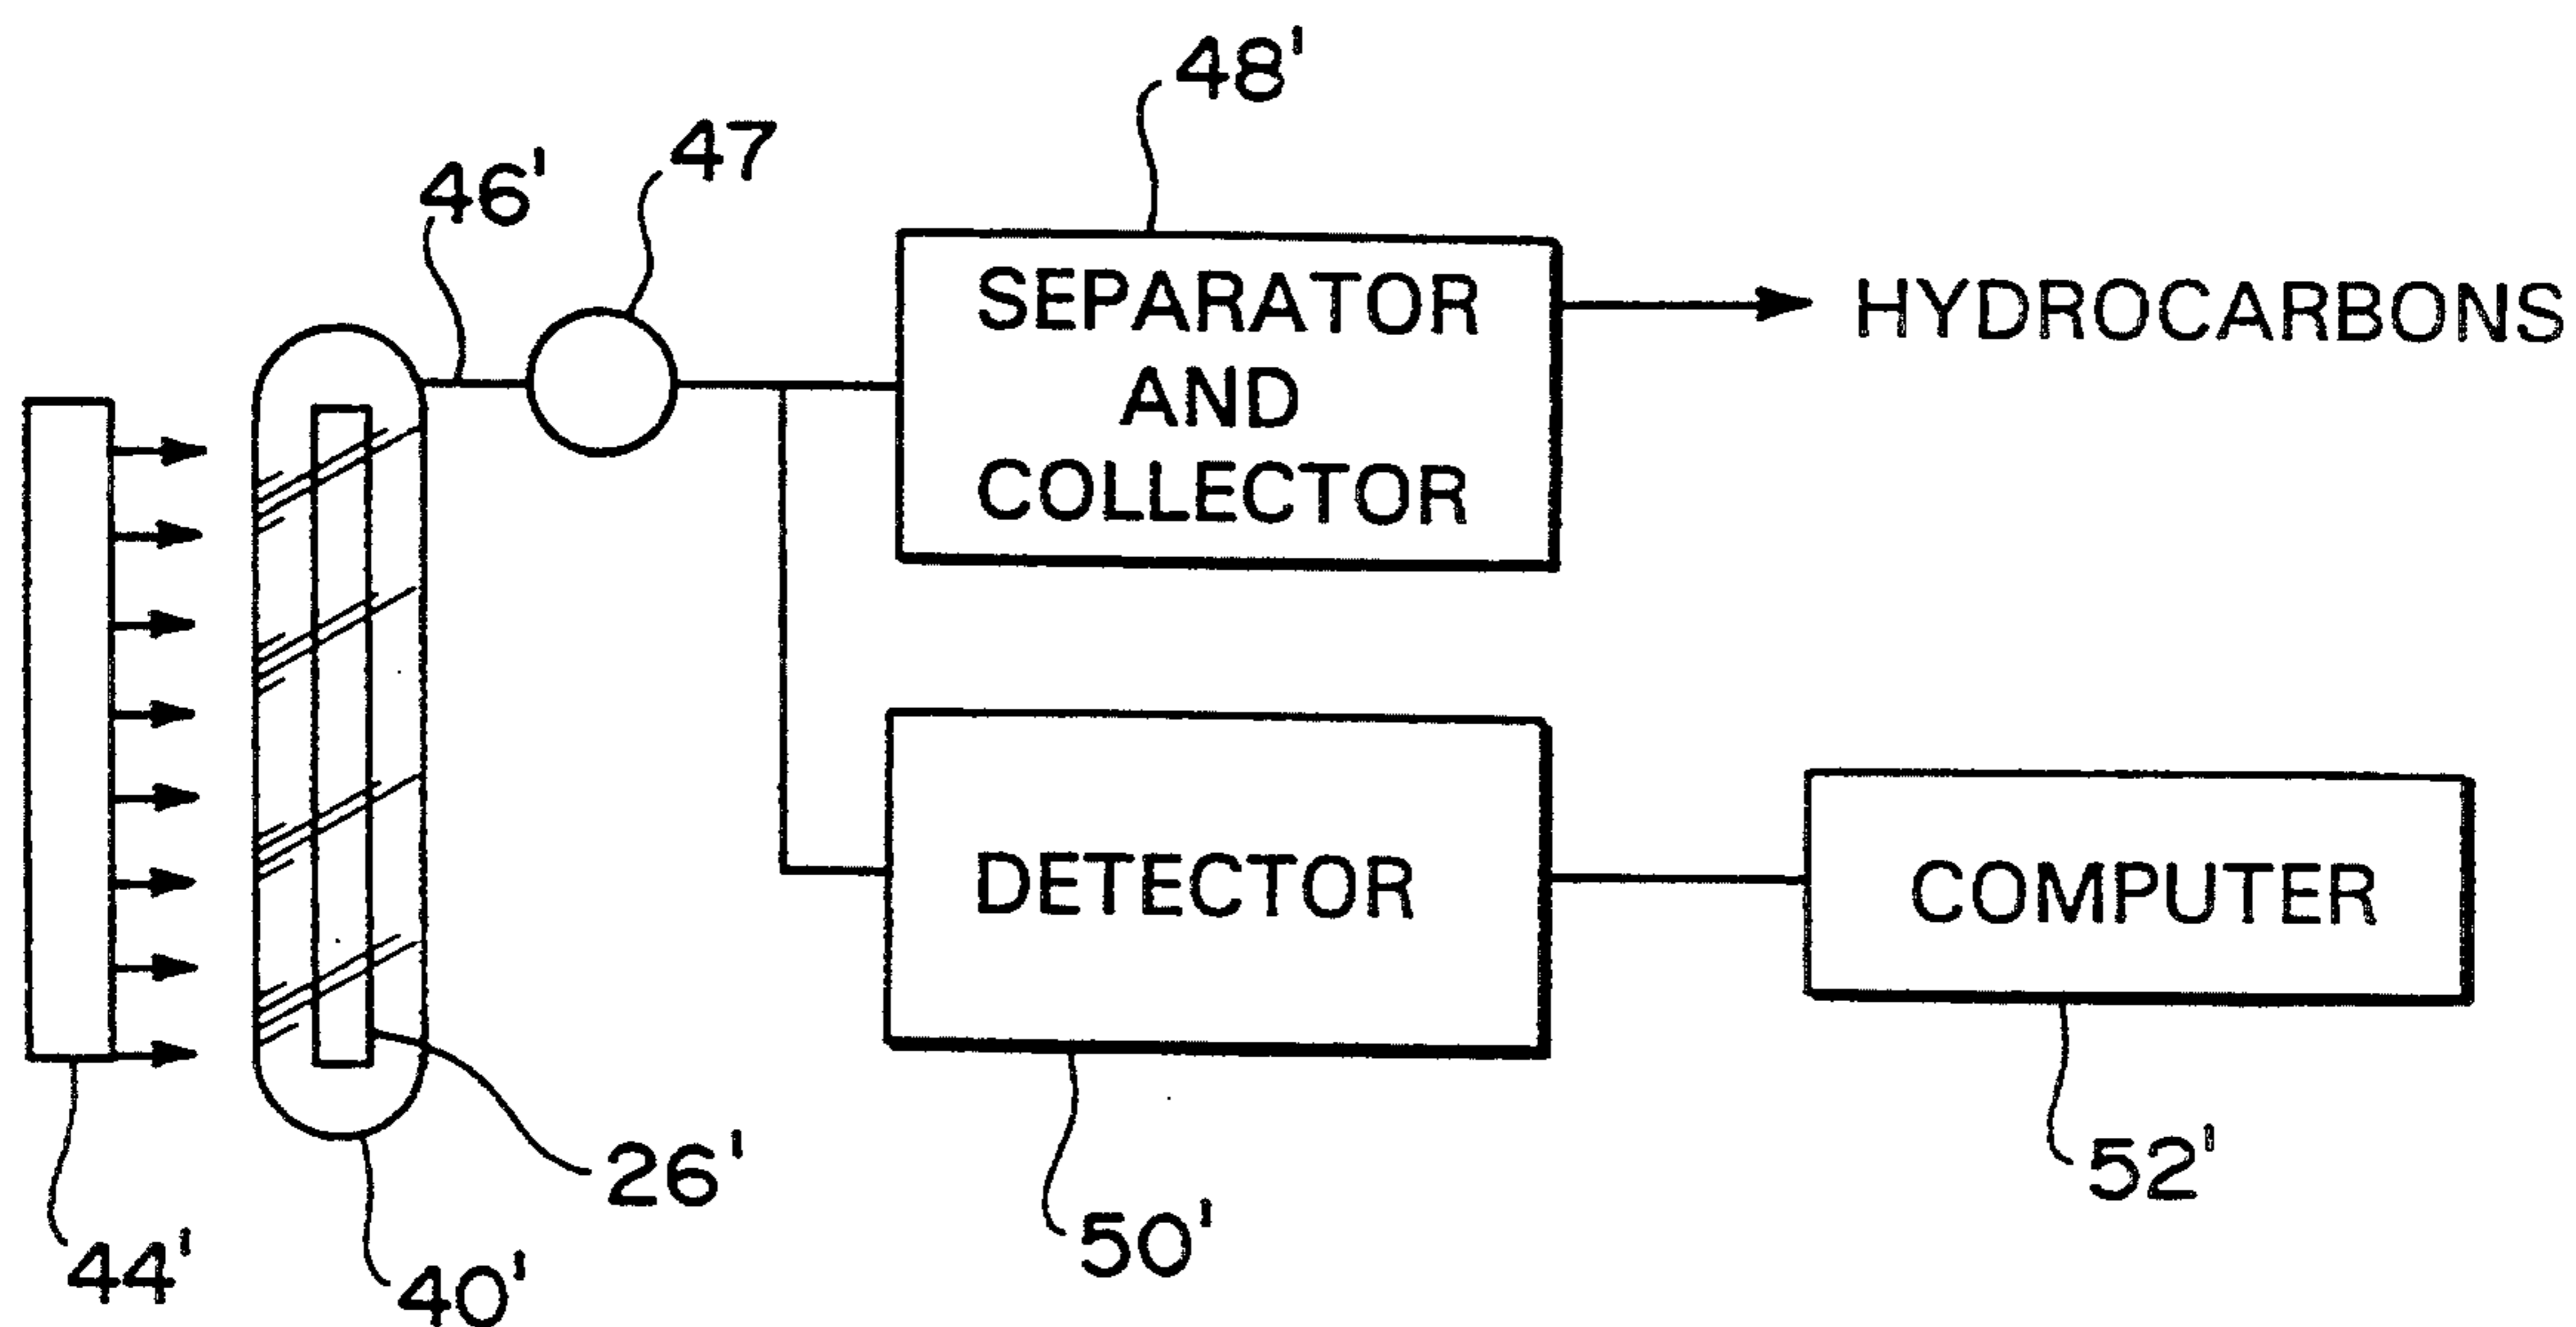 48'
47
46'
SEPARATOR
AND
COLLECTOR
HYDROCARBONS
DETECTOR
COMPUTER
26'
52'
50'
44'
40'